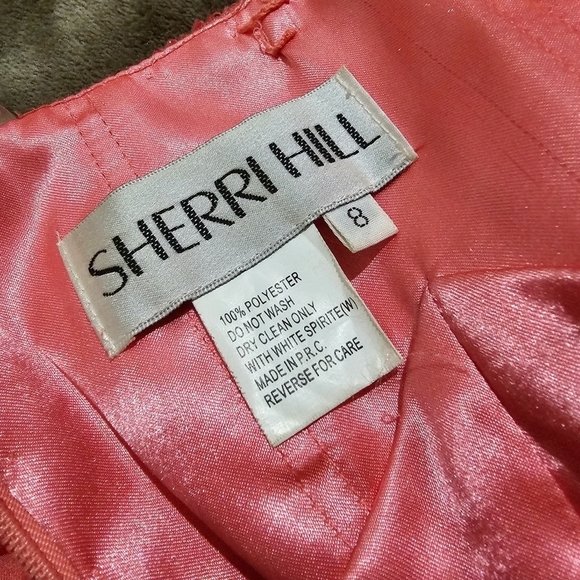 SHERRI HILL
8
100% POLYESTER
DO NOT WASH
DRY CLEAN ONLY
WITH WHITE SPIRITE(W)
MADE IN P.R.C.
REVERSE FOR CARE